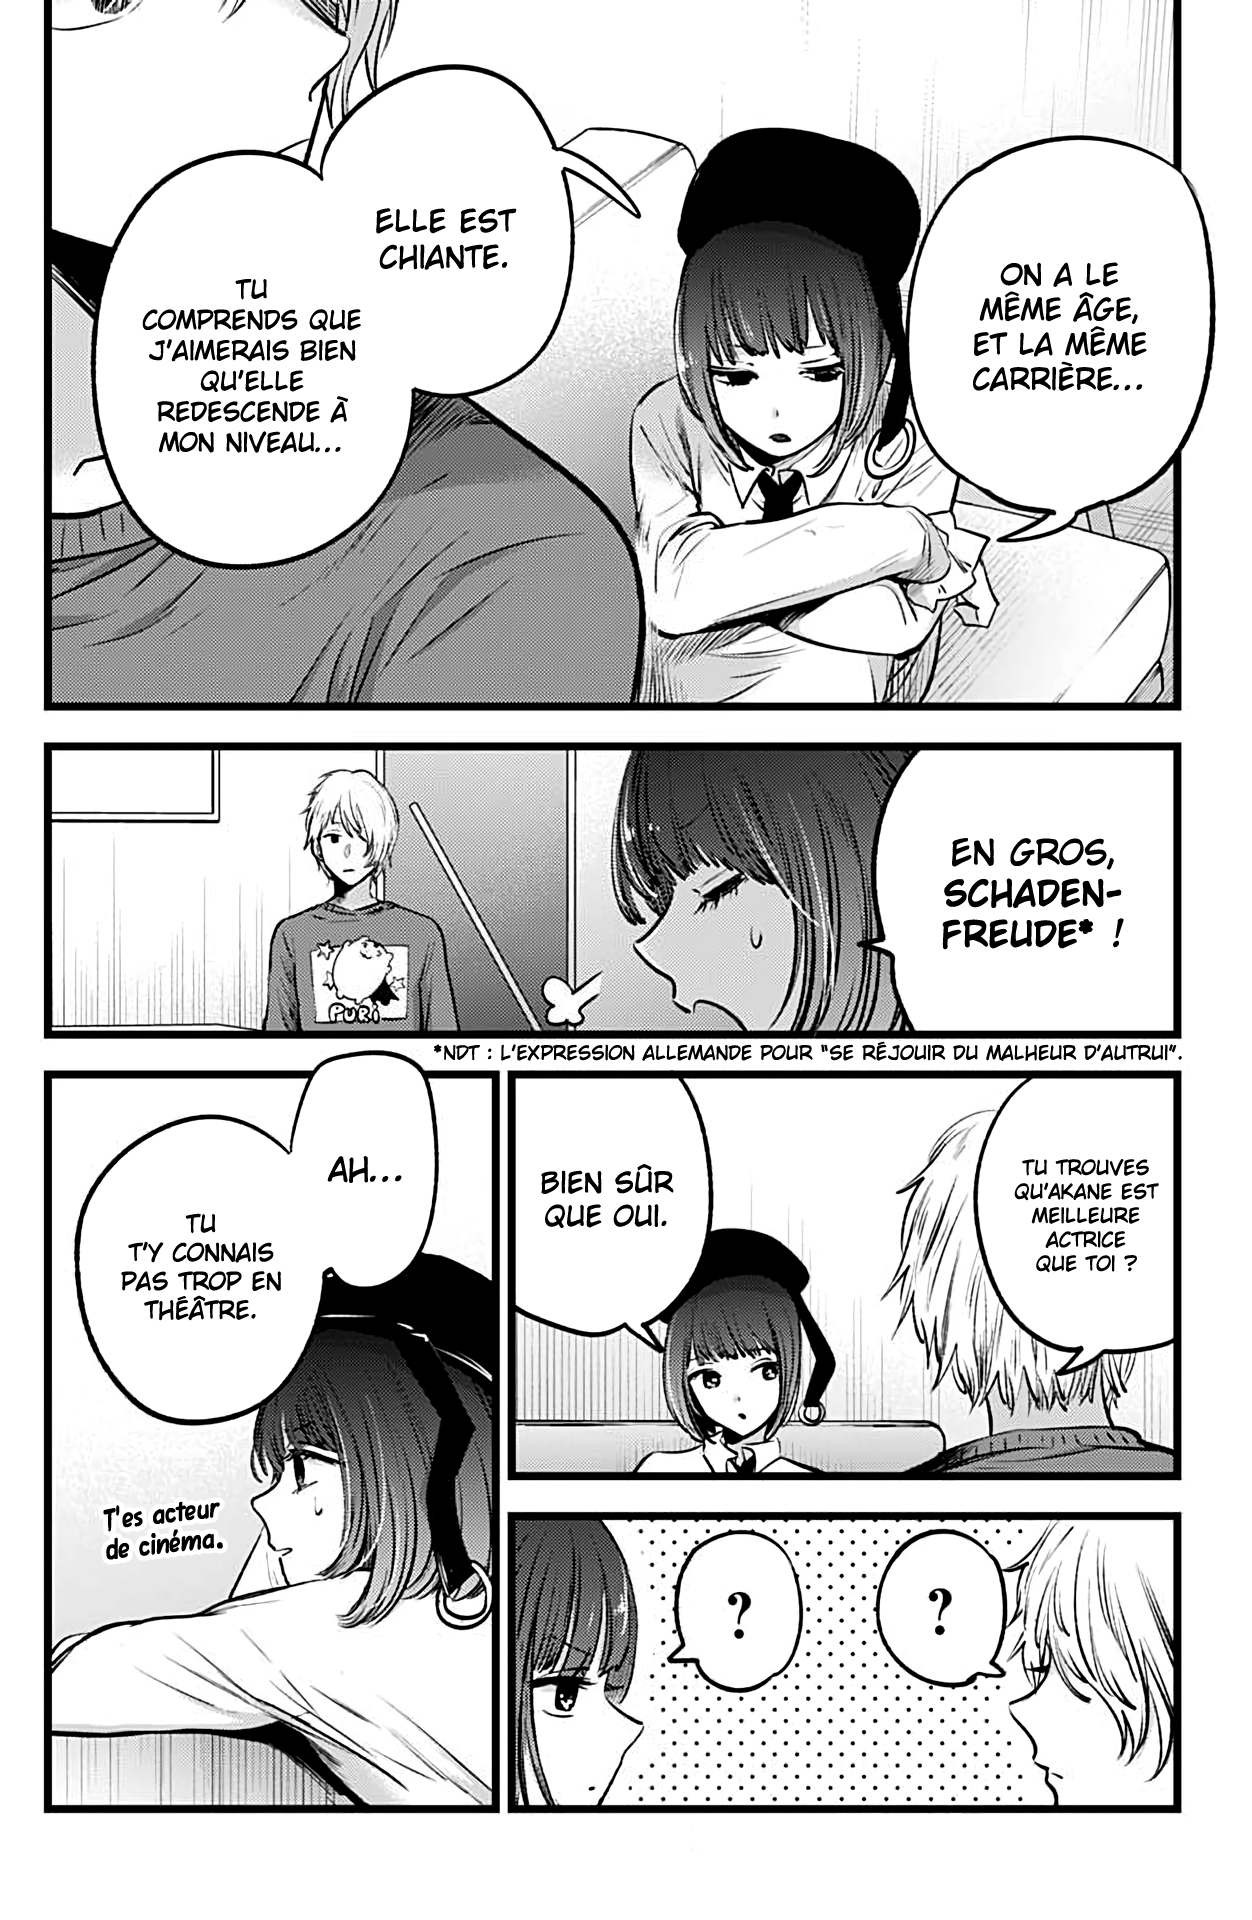 ON A LE
MÊME ÂGE,
ET LA MÊME
CARRIÈRE...
ELLE EST
CHIANTE.
TU
COMPRENDS QUE
J'AIMERAIS BIEN
QU'ELLE
REDESCENDE À
MON NIVEAU...
EN GROS,
SCHADEN-
FREUDE* !
PURI
*NDT : L'EXPRESSION ALLEMANDE POUR "SE RÉJOUIR DU MALHEUR D'AUTRUI".
TU TROUVES
QU'AKANE EST
MEILLEURE
ACTRICE
QUE TOI ?
BIEN SÛR
QUE OUI.
?
?
AH...
TU
T'Y CONNAIS
PAS TROP EN
THÉÂTRE.
T'es acteur
de cinéma.